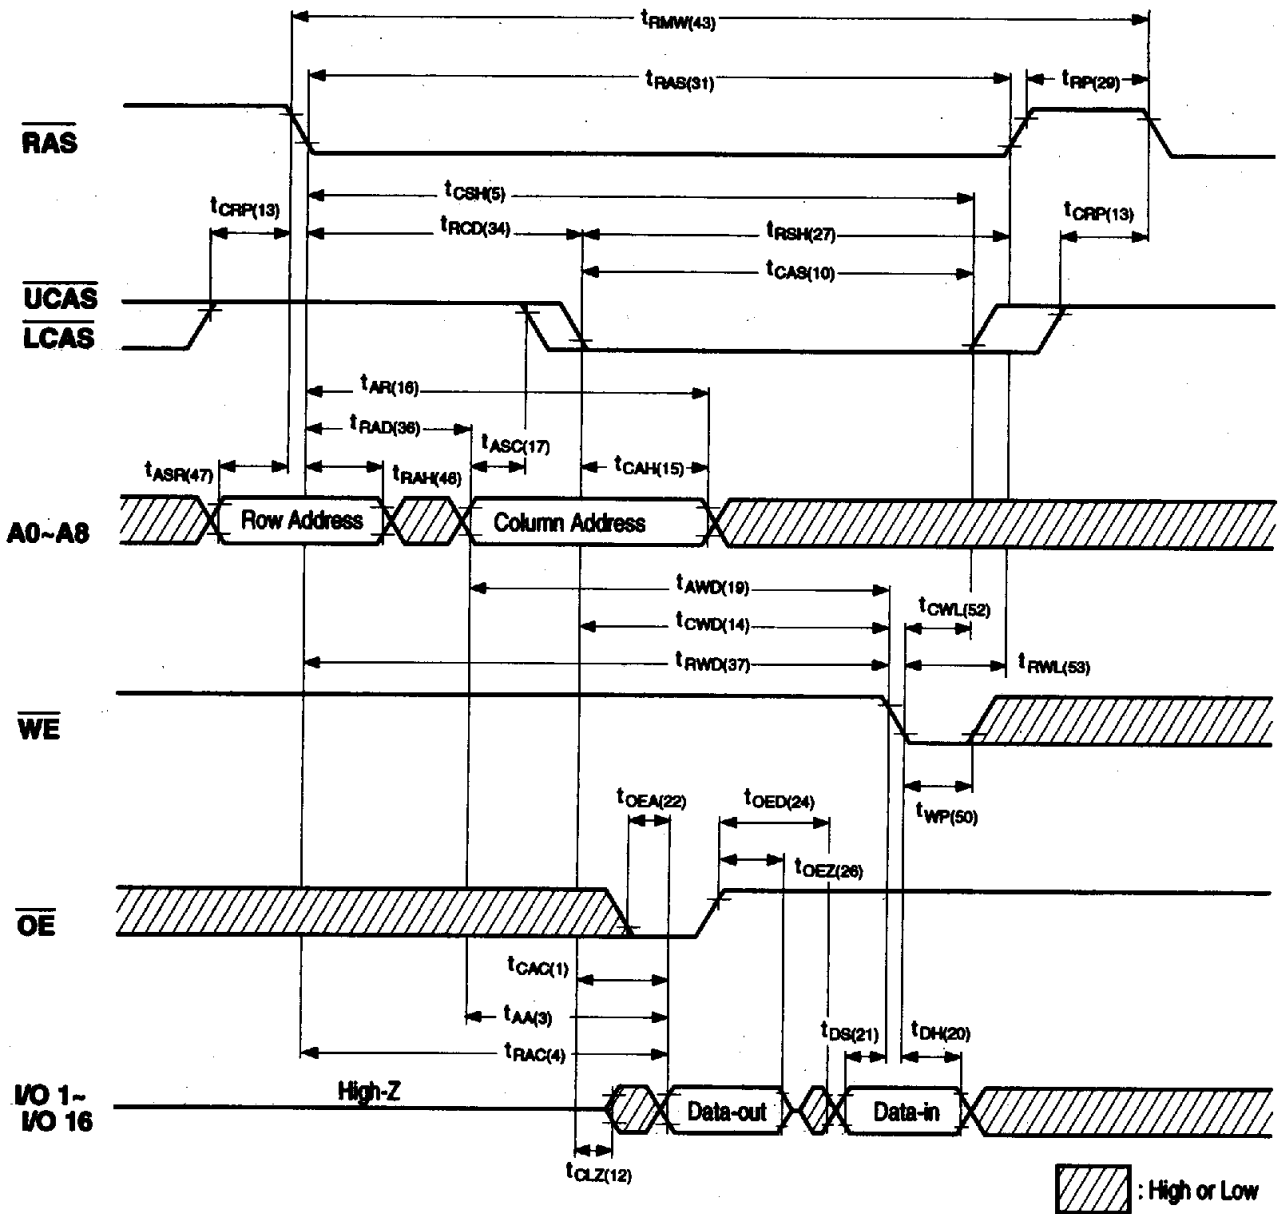 tRMW(43)
tRAS(31)
tRP(29)
RAS
tCSH(5)
tCRP(13)
tRCD(34)
tRSH(27)
tCRP(13)
tCAS(10)
UCAS
LCAS
tAR(16)
tRAD(36)
tASC(17)
tASR(47)
tRAH(46)
tCAH(15)
A0~A8
Row Address
Column Address
tAWD(19)
tCWL(52)
tCWD(14)
tRWD(37)
tRWL(53)
WE
tOEA(22)
tOED(24)
tWP(50)
tOEZ(26)
OE
tCAC(1)
tAA(3)
tDS(21)
tDH(20)
tRAC(4)
I/O 1~
I/O 16
High-Z
Data-out
Data-in
tCLZ(12)
: High or Low